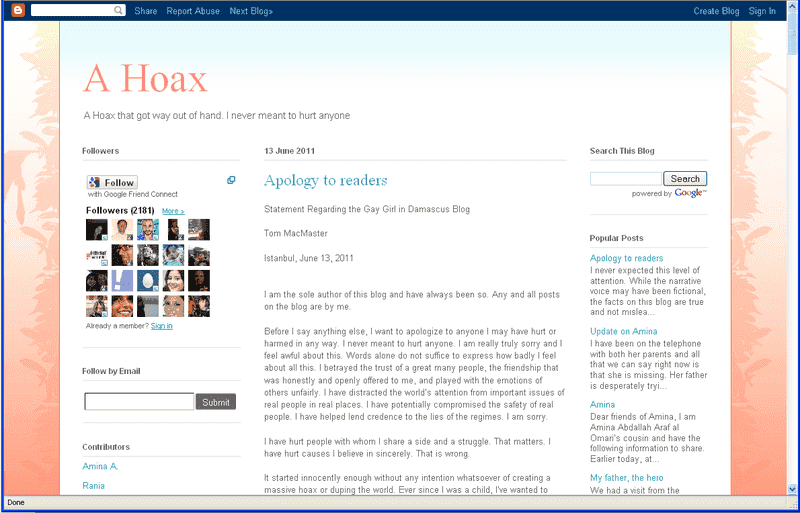 Share Report Abuse Next Blog» Create Blog Sign In
A Hoax
A Hoax that got way out of hand. I never meant to hurt anyone
Followers
Follow
with Google Friend Connect
Followers (2181) More »
Already a member? Sign in
Follow by Email
Submit
Contributors
Amina A.
Rania
13 June 2011
Apology to readers
Statement Regarding the Gay Girl in Damascus Blog
Tom MacMaster
Istanbul, June 13, 2011
I am the sole author of this blog and have always been so. Any and all posts
on the blog are by me.
Before I say anything else, I want to apologize to anyone I may have hurt or
harmed in any way. I never meant to hurt anyone. I am really truly sorry and I
feel awful about this. Words alone do not suffice to express how badly I feel
about all this. I betrayed the trust of a great many people, the friendship that
was honestly and openly offered to me, and played with the emotions of
others unfairly. I have distracted the world's attention from important issues of
real people in real places. I have potentially compromised the safety of real
people. I have helped lend credence to the lies of the regimes. I am sorry.
I have hurt people with whom I share a side and a struggle. That matters. I
have hurt causes I believe in sincerely. That is wrong.
It started innocently enough without any intention whatsoever of creating a
massive hoax or duping the world. Ever since I was a child, I've wanted to
Search This Blog
Search
powered by Google™
Popular Posts
Apology to readers
I never expected this level of
attention. While the narrative
voice may have been fictional,
the facts on this blog are true
and not mislea...
Update on Amina
I have been on the telephone
with both her parents and all
that we can say right now is
that she is missing. Her father
is desperately tryi...
Amina
Dear friends of Amina, I am
Amina Abdallah Araf al
Omari's cousin and have the
following information to share.
Earlier today, at...
My father, the hero
We had a visit from the
Done